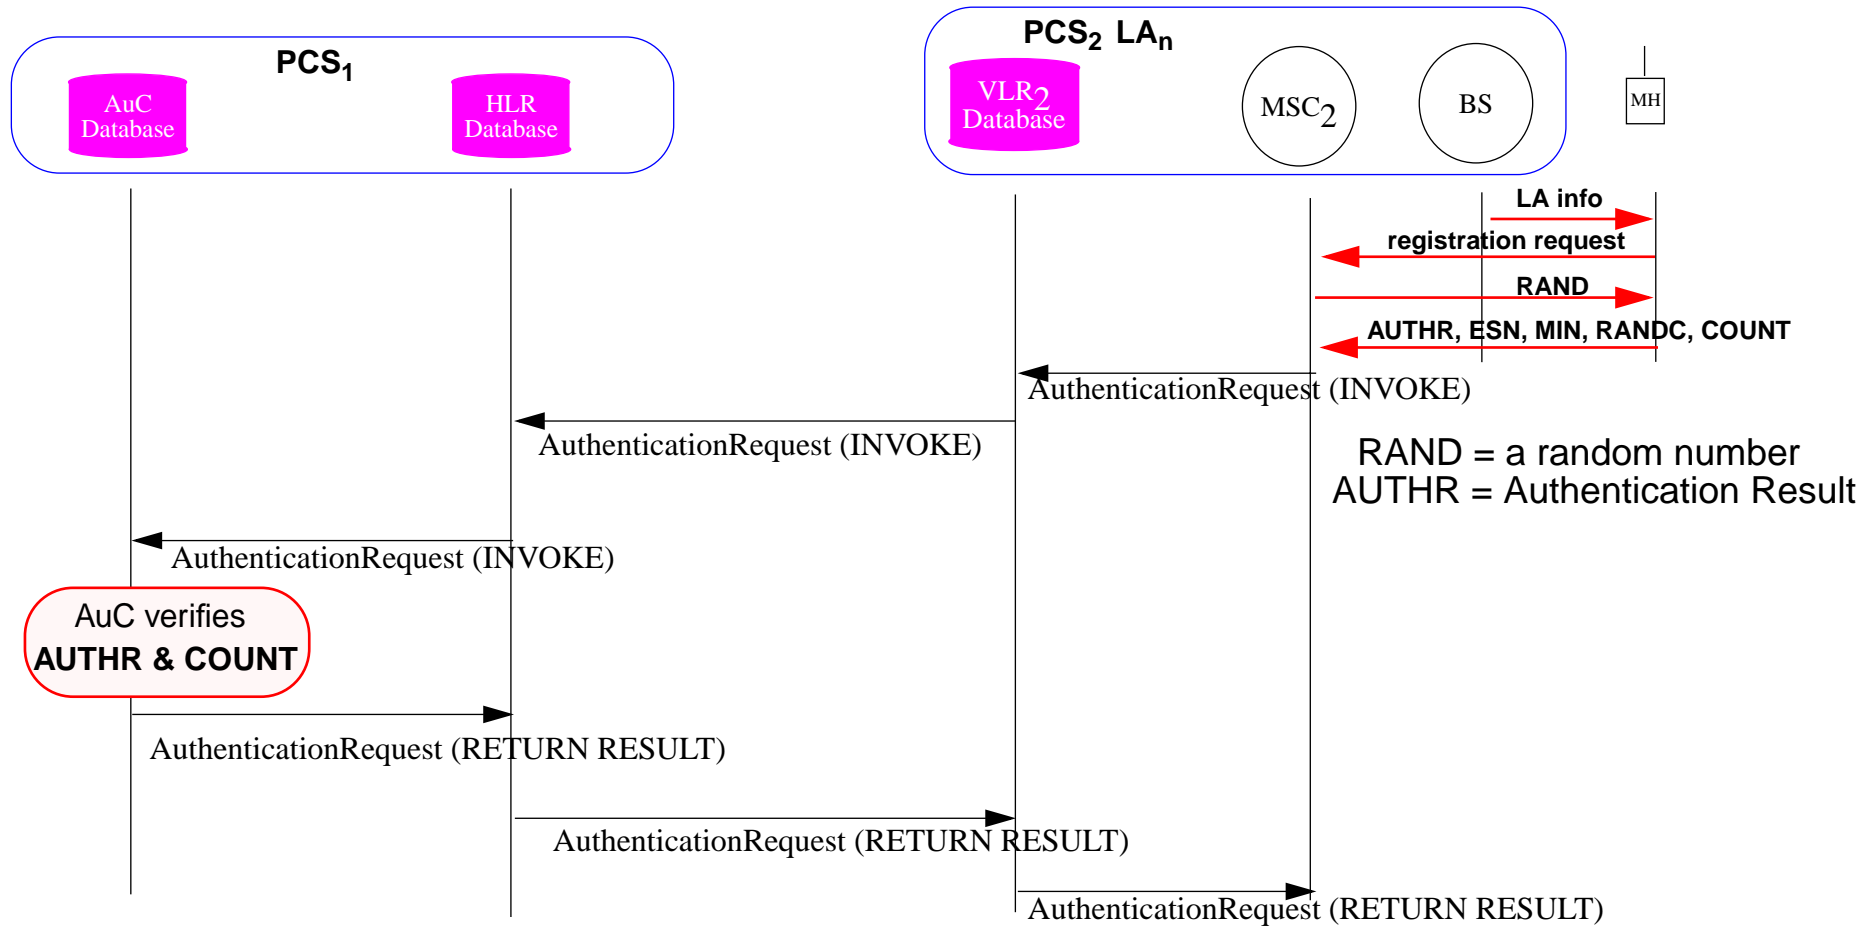 PCS1
PCS2 LAn
AuC
Database
HLR
Database
VLR2
Database
MSC2
BS
MH
LA info
registration request
RAND
AUTHR, ESN, MIN, RANDC, COUNT
AuthenticationRequest (INVOKE)
AuthenticationRequest (INVOKE)
RAND = a random number
AUTHR = Authentication Result
AuthenticationRequest (INVOKE)
AuC verifies
AUTHR & COUNT
AuthenticationRequest (RETURN RESULT)
AuthenticationRequest (RETURN RESULT)
AuthenticationRequest (RETURN RESULT)